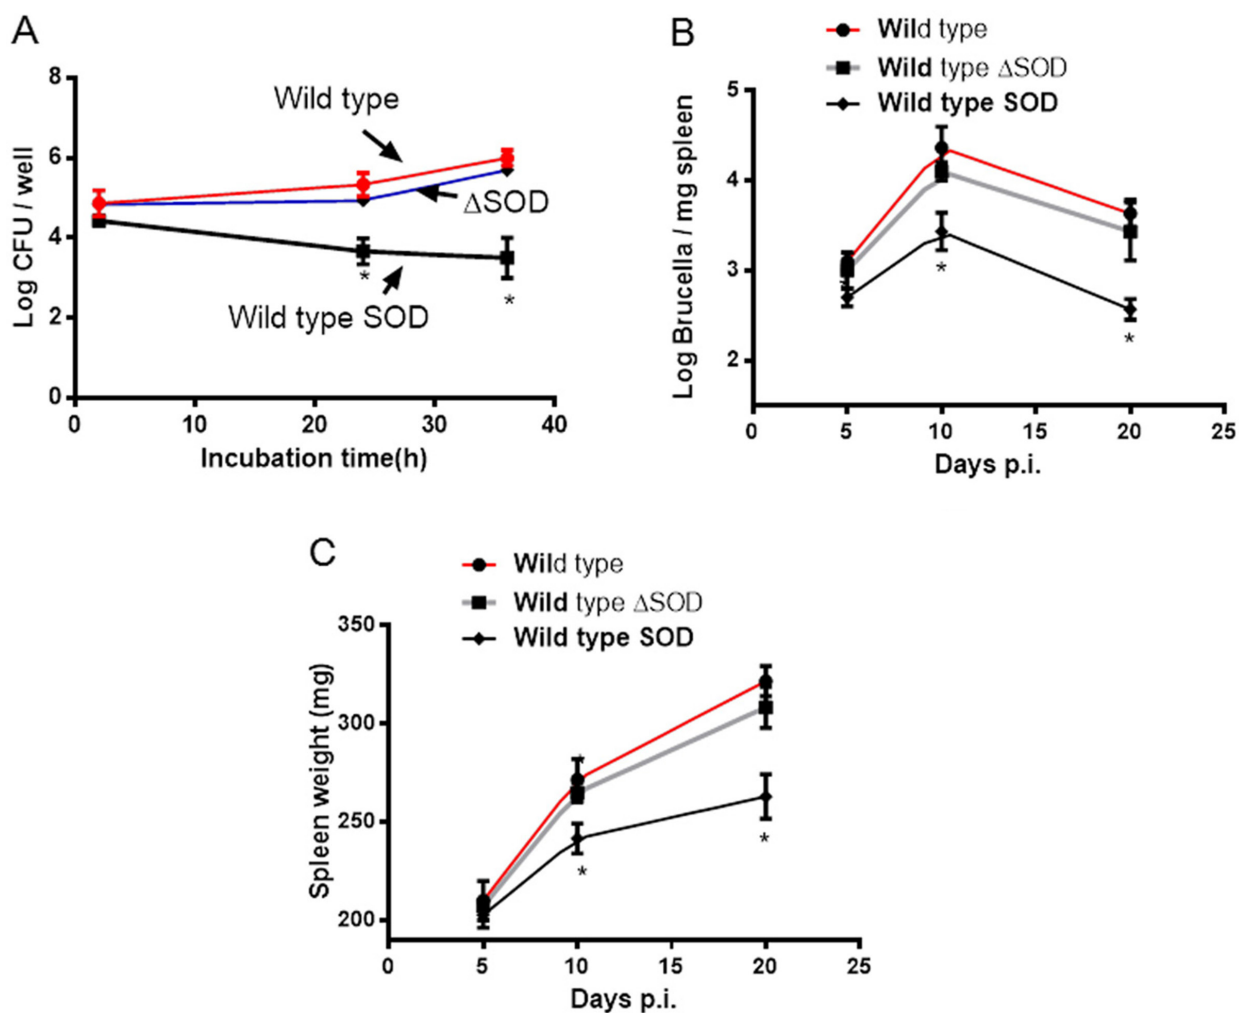 A
8
6
4
2
0
Log CFU / well
Wild type
ΔSOD
*
*
Wild type SOD
0 10 20 30 40
Incubation time(h)
B
Wild type
Wild type ΔSOD
Wild type SOD
5
4
3
2
Log Brucella / mg spleen
*
*
0 5 10 15 20 25
Days p.i.
C
Wild type
Wild type ΔSOD
Wild type SOD
350
300
250
200
Spleen weight (mg)
*
*
0 5 10 15 20 25
Days p.i.